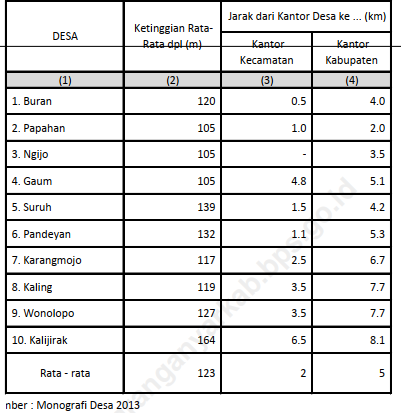 DESA Ketinggian Rata-Rata dpl (m) Jarak dari Kantor Desa ke ... (km)
Kantor Kecamatan Kantor Kabupaten
(1) (2) (3) (4)
1. Buran 120 0.5 4.0
2. Papahan 105 1.0 2.0
3. Ngijo 105 - 3.5
4. Gaum 105 4.8 5.1
5. Suruh 139 1.5 4.2
6. Pandeyan 132 1.1 5.3
7. Karangmojo 117 2.5 6.7
8. Kaling 119 3.5 7.7
9. Wonolopo 127 3.5 7.7
10. Kalijirak 164 6.5 8.1
Rata - rata 123 2 5
nber : Monografi Desa 2013
anganyarkab.bps.go.id